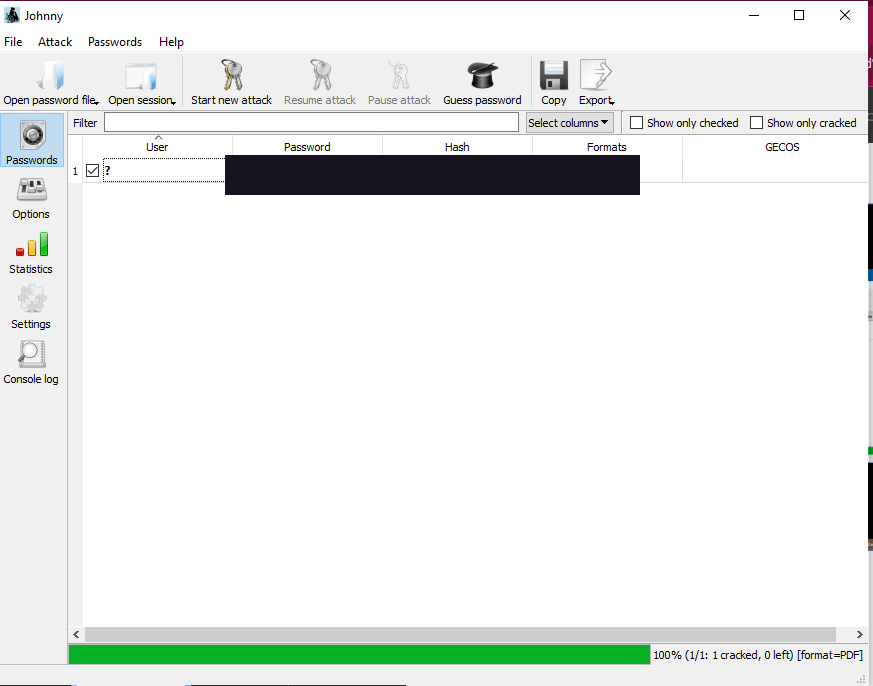 Johnny
File Attack Passwords Help
Open password file Open session Start new attack Resume attack Pause attack Guess password Copy Export
Passwords
Options
Statistics
Settings
Console log
Filter Select columns Show only checked Show only cracked
User Password Hash Formats GECOS
1 ?
100% (1/1: 1 cracked, 0 left) [format=PDF]